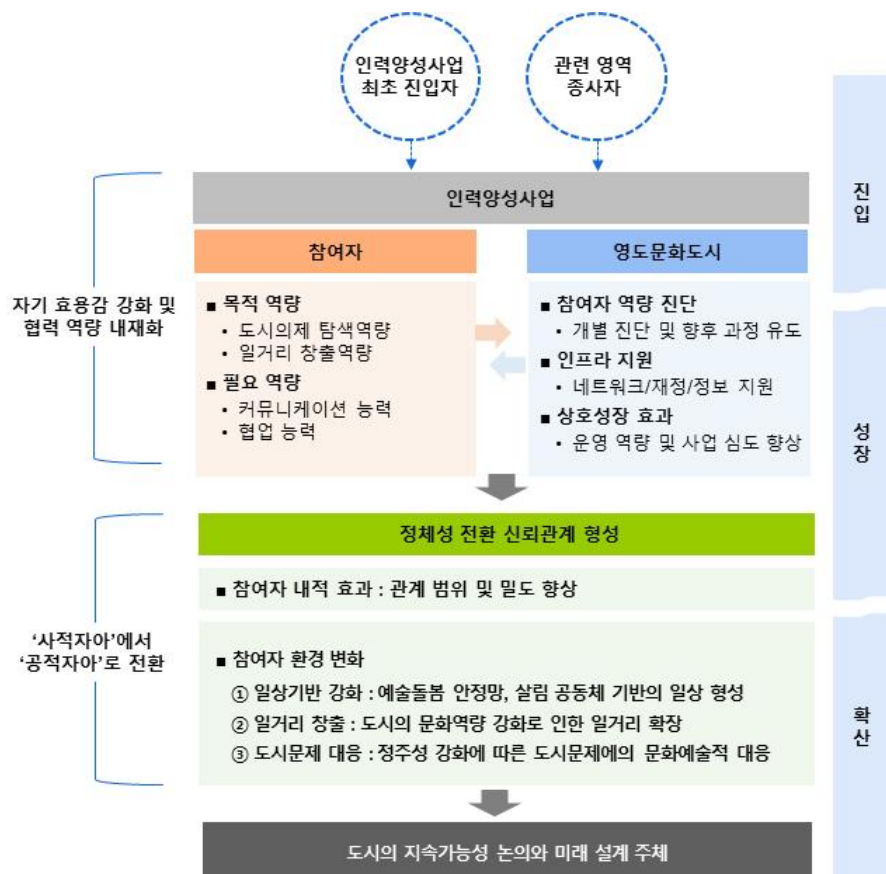 인력양성사업
최초 진입자
관련 영역
종사자
인력양성사업
참여자
영도문화도시
■ 목적 역량
• 도시의제 탐색역량
• 일거리 창출역량
■ 필요 역량
• 커뮤니케이션 능력
• 협업 능력
■ 참여자 역량 진단
• 개별 진단 및 향후 과정 유도
■ 인프라 지원
• 네트워크/재정/정보 지원
■ 상호성장 효과
• 운영 역량 및 사업 심도 향상
자기 효용감 강화 및
협력 역량 내재화
정체성 전환 신뢰관계 형성
■ 참여자 내적 효과 : 관계 범위 및 밀도 향상
■ 참여자 환경 변화
① 일상기반 강화 : 예술돌봄 안정망, 살림 공동체 기반의 일상 형성
② 일거리 창출 : 도시의 문화역량 강화로 인한 일거리 확장
③ 도시문제 대응 : 정주성 강화에 따른 도시문제에의 문화예술적 대응
‘사적자아’에서
‘공적자아’로 전환
도시의 지속가능성 논의와 미래 설계 주체
진입
성장
확산